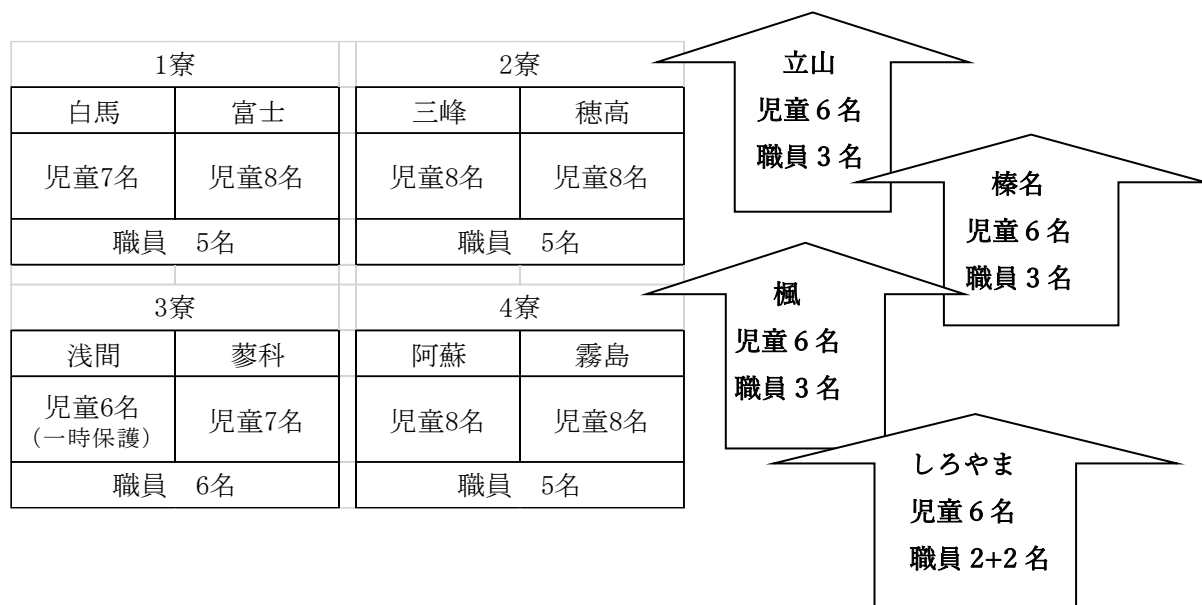 1寮 2寮
白馬 富士 三峰 穂高
児童7名 児童8名 児童8名 児童8名
職員 5名 職員 5名
3寮 4寮
浅間 蓼科 阿蘇 霧島
児童6名
(一時保護)
児童7名 児童8名 児童8名
職員 6名 職員 5名
立山
児童6名
職員3名
榛名
児童6名
職員3名
楓
児童6名
職員3名
しろやま
児童6名
職員2+2名